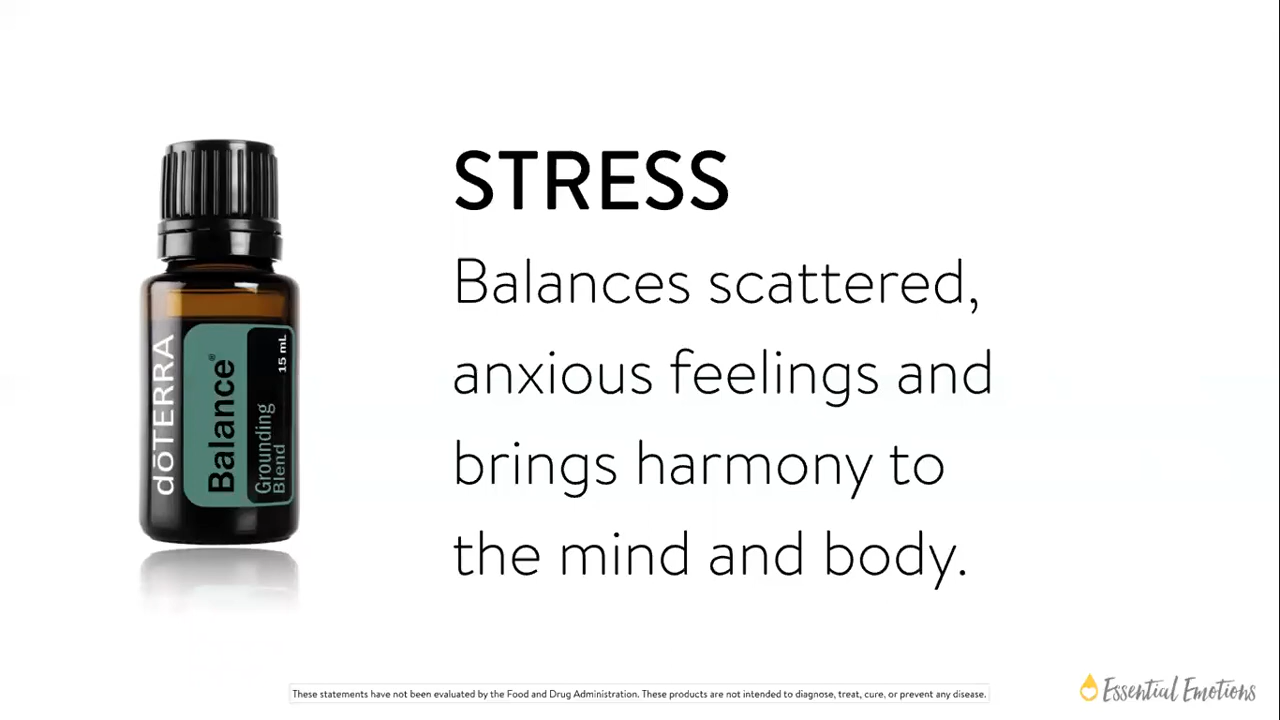 dōTERRA
Balance®
Grounding
Blend
15 mL
STRESS
Balances scattered,
anxious feelings and
brings harmony to
the mind and body.
These statements have not been evaluated by the Food and Drug Administration. These products are not intended to diagnose, treat, cure, or prevent any disease.
Essential Emotions